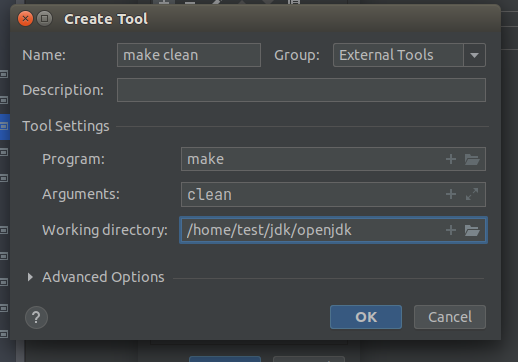 Create Tool
Name: make clean Group: External Tools
Description:
Tool Settings
Program: make
Arguments: clean
Working directory: /home/test/jdk/openjdk
Advanced Options
? OK Cancel